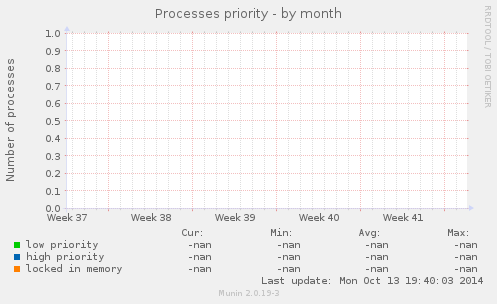 Processes priority - by month
RRDTOOL / TOBI OETIKER
Number of processes
1.0
0.9
0.8
0.7
0.6
0.5
0.4
0.3
0.2
0.1
0.0
Week 37 Week 38 Week 39 Week 40 Week 41
Cur: Min: Avg: Max:
low priority -nan -nan -nan -nan
high priority -nan -nan -nan -nan
locked in memory -nan -nan -nan -nan
Last update: Mon Oct 13 19:40:03 2014
Munin 2.0.19-3